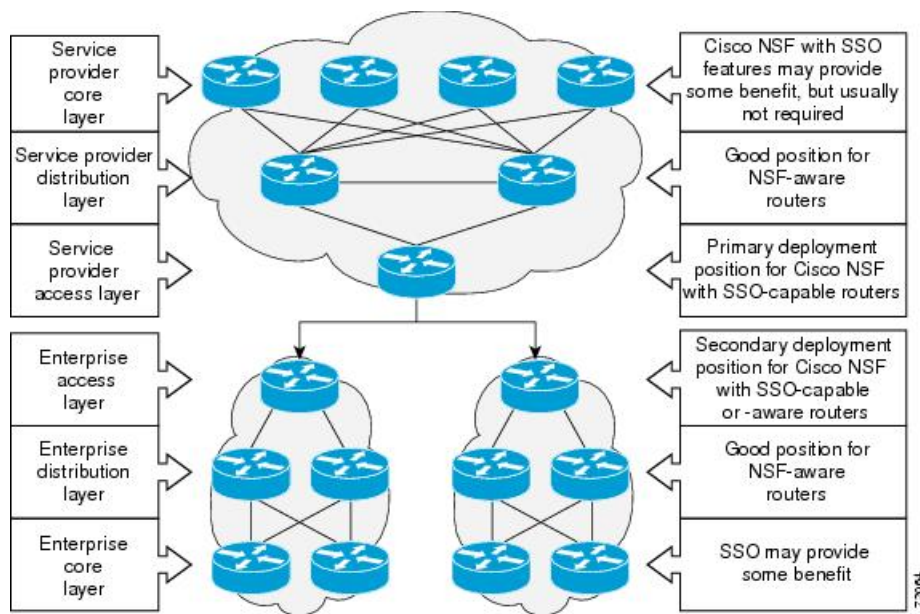 Service
provider
core
layer
Cisco NSF with SSO
features may provide
some benefit, but usually
not required
Service provider
distribution
layer
Good position for
NSF-aware
routers
Service
provider
access layer
Primary deployment
position for Cisco NSF
with SSO-capable routers
Enterprise
access
layer
Secondary deployment
position for Cisco NSF
with SSO-capable
or -aware routers
Enterprise
distribution
layer
Good position for
NSF-aware
routers
Enterprise
core
layer
SSO may provide
some benefit